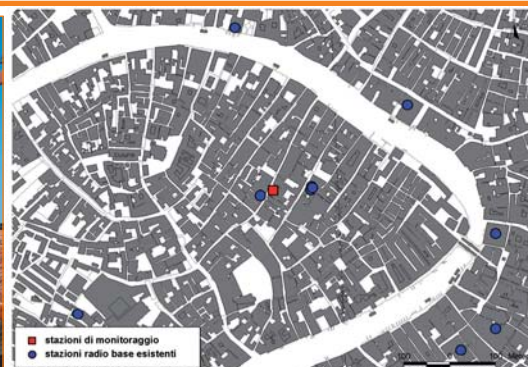 stazioni di monitoraggio
stazioni radio base esistenti
100 0 100